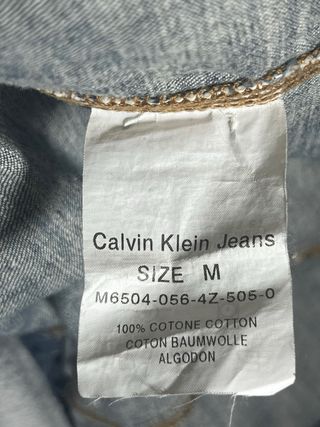 Calvin Klein Jeans
SIZE M
M6504-056-4Z-505-0
100% COTONE COTTON
COTON BAUMWOLLE
ALGODON